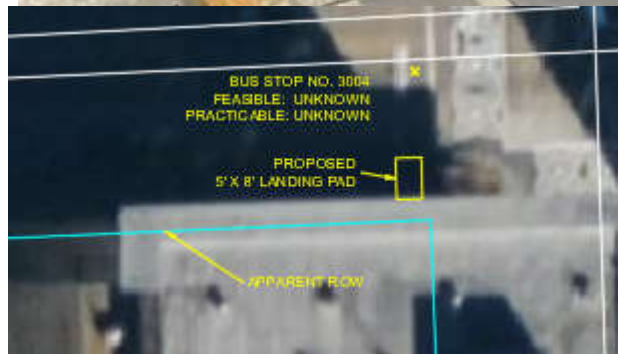 BUS STOP NO. 3004
FEASIBLE: UNKNOWN
PRACTICABLE: UNKNOWN
PROPOSED
5' X 8' LANDING PAD
APPARENT ROW